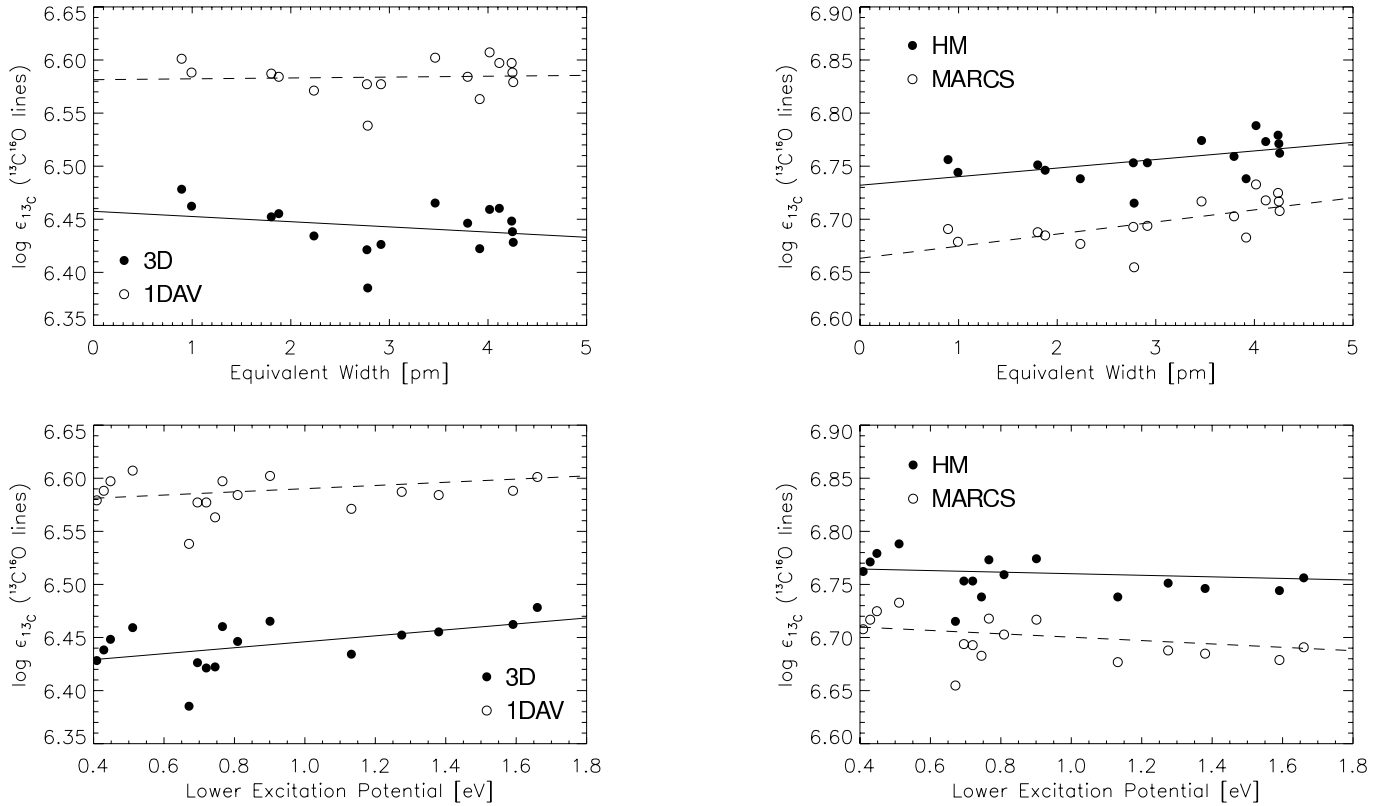 6.65
6.60
6.55
6.50
6.45
6.40
6.35
log ϵ₁₃C (¹³C¹⁶O lines)
3D
1DAV
0 1 2 3 4 5
Equivalent Width [pm]
6.90
6.85
6.80
6.75
6.70
6.65
6.60
log ϵ₁₃C (¹³C¹⁶O lines)
HM
MARCS
0 1 2 3 4 5
Equivalent Width [pm]
6.65
6.60
6.55
6.50
6.45
6.40
6.35
log ϵ₁₃C (¹³C¹⁶O lines)
3D
1DAV
0.4 0.6 0.8 1.0 1.2 1.4 1.6 1.8
Lower Excitation Potential [eV]
6.90
6.85
6.80
6.75
6.70
6.65
6.60
log ϵ₁₃C (¹³C¹⁶O lines)
HM
MARCS
0.4 0.6 0.8 1.0 1.2 1.4 1.6 1.8
Lower Excitation Potential [eV]